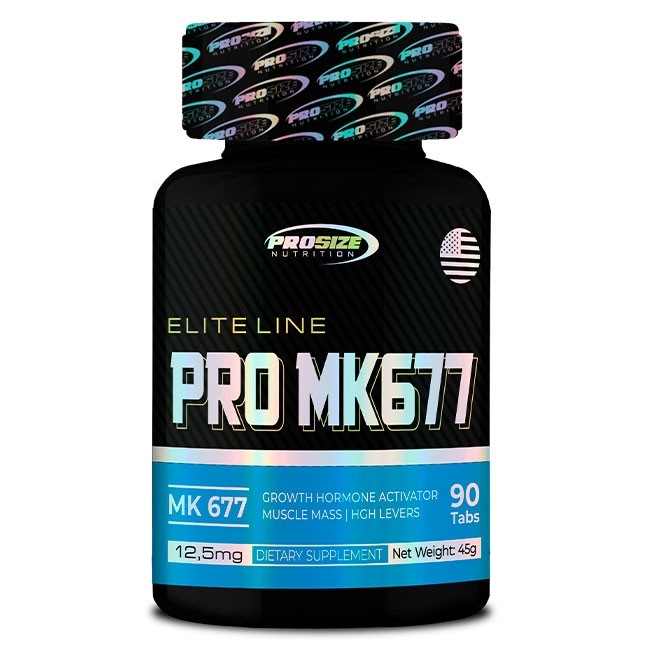 PROSIZE
NUTRITION
ELITE LINE
PRO MK677
MK 677
GROWTH HORMONE ACTIVATOR
MUSCLE MASS | HGH LEVERS
90
Tabs
12,5mg
DIETARY SUPPLEMENT
Net Weight: 45g